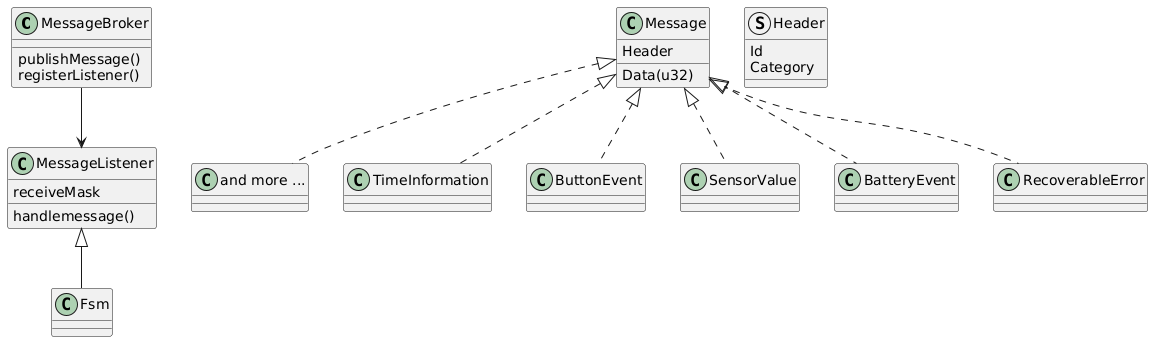 C MessageBroker
publishMessage()
registerListener()
C Message
Header
Data(u32)
S Header
Id
Category
C MessageListener
receiveMask
handlemessage()
C and more ...
C TimeInformation
C ButtonEvent
C SensorValue
C BatteryEvent
C RecoverableError
C Fsm